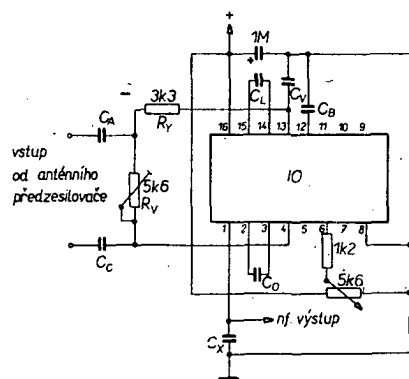 +
1M
+
3k3
C_L
C_V
C_B
C_A
R_Y
16 15 14 13 12 11 10 9
vstup
od anténního
předzesilovače
5k6
R_V
IO
1 2 3 4 5 6 7 8
C_C
C_O
1k2
5k6
nf. výstup
C_X